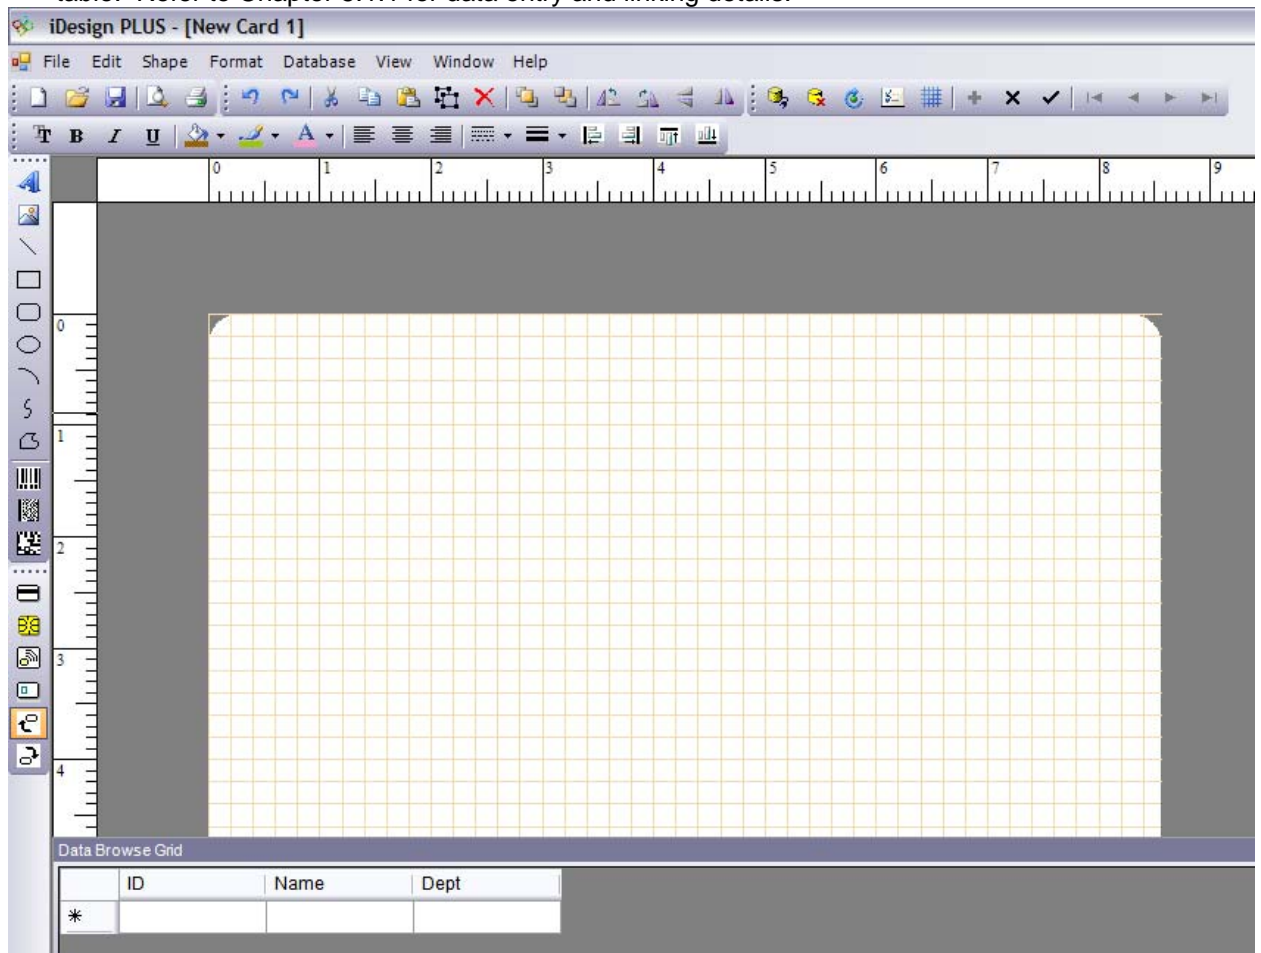 iDesign PLUS - [New Card 1]
File Edit Shape Format Database View Window Help
B I U A
0 1 2 3 4 5 6 7 8 9
0
1
2
3
4
Data Browse Grid
ID Name Dept